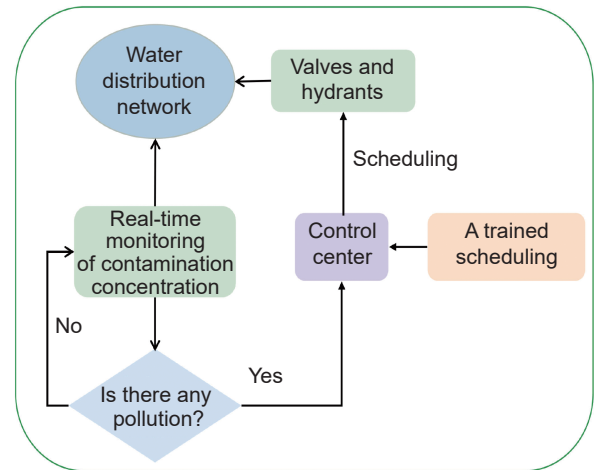 Water
distribution
network
Valves and
hydrants
Scheduling
Real-time
monitoring
of contamination
concentration
Control
center
A trained
scheduling
No
Yes
Is there any
pollution?